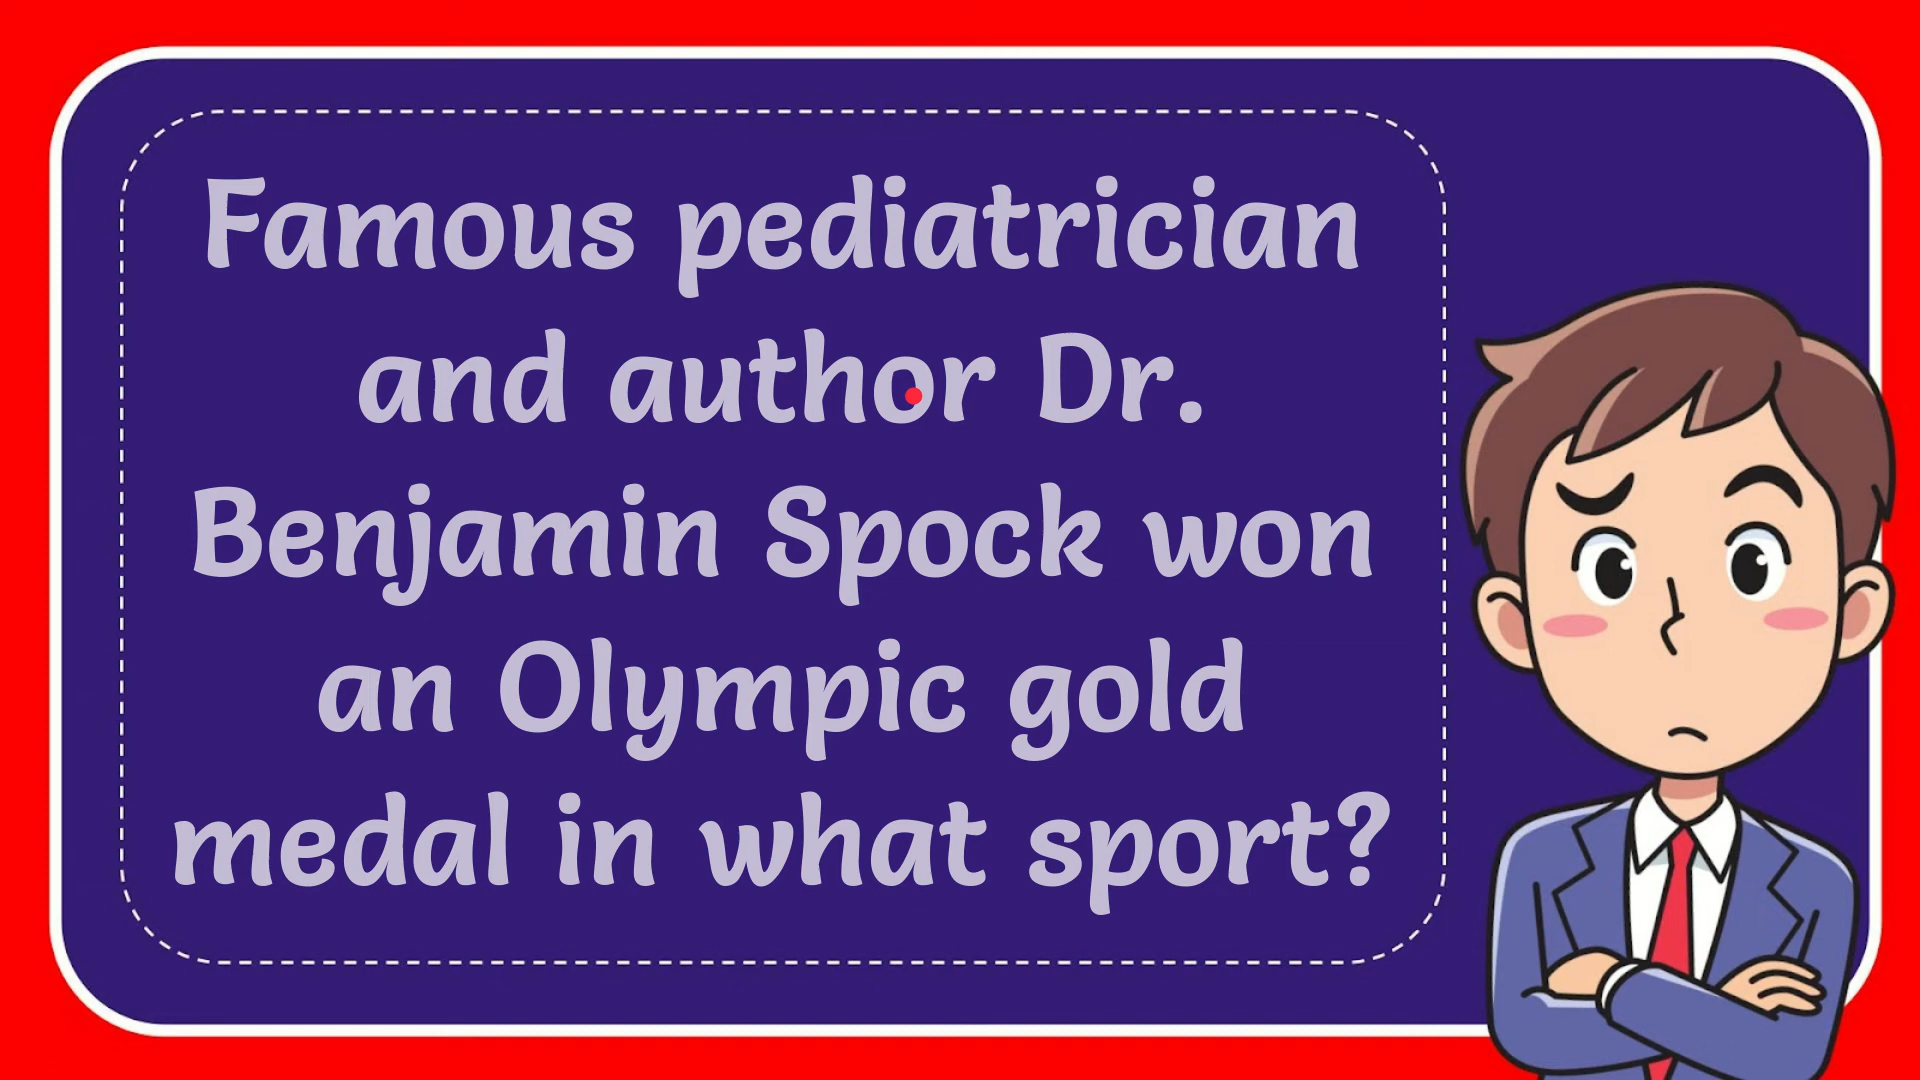 Famous pediatrician
and author Dr.
Benjamin Spock won
an Olympic gold
medal in what sport?